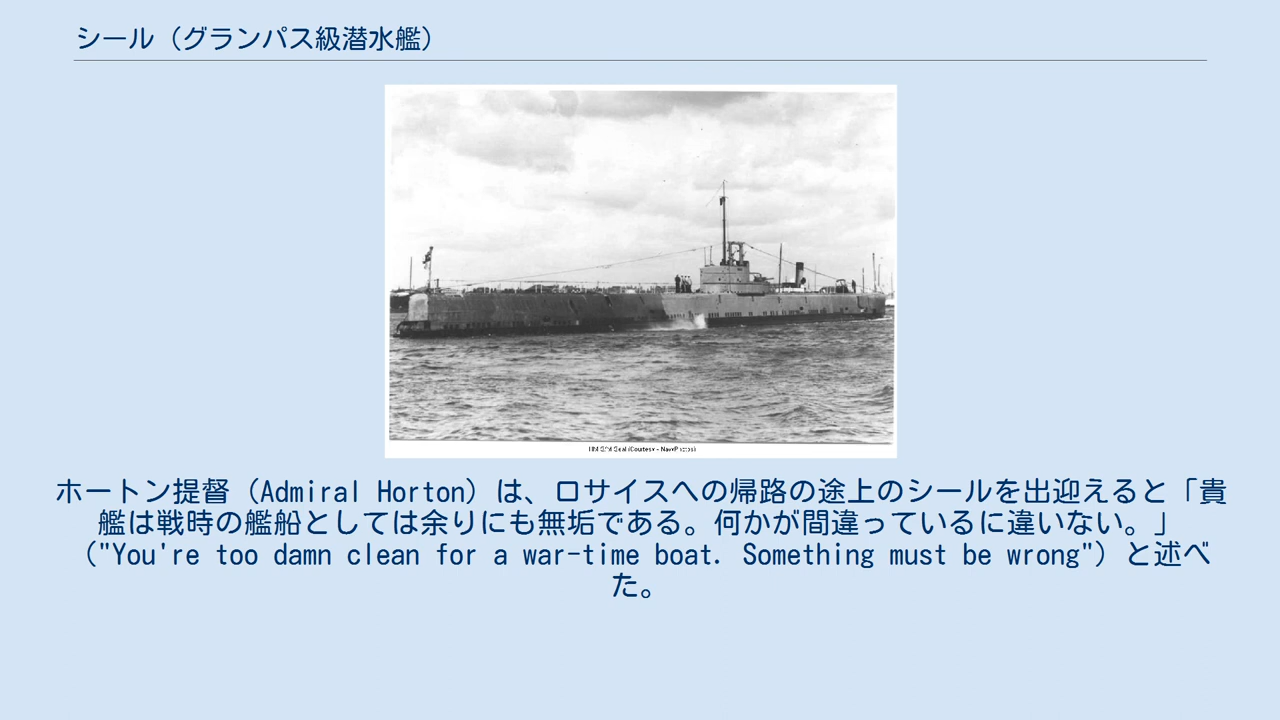 シール（グランパス級潜水艦）
(Courtesy - NavyPhotos)
ホートン提督（Admiral Horton）は、ロサイスへの帰路の途上のシールを出迎えると「貴
艦は戦時の艦船としては余りにも無垢である。何かが間違っているに違いない。」
（"You're too damn clean for a war-time boat. Something must be wrong"）と述べ
た。